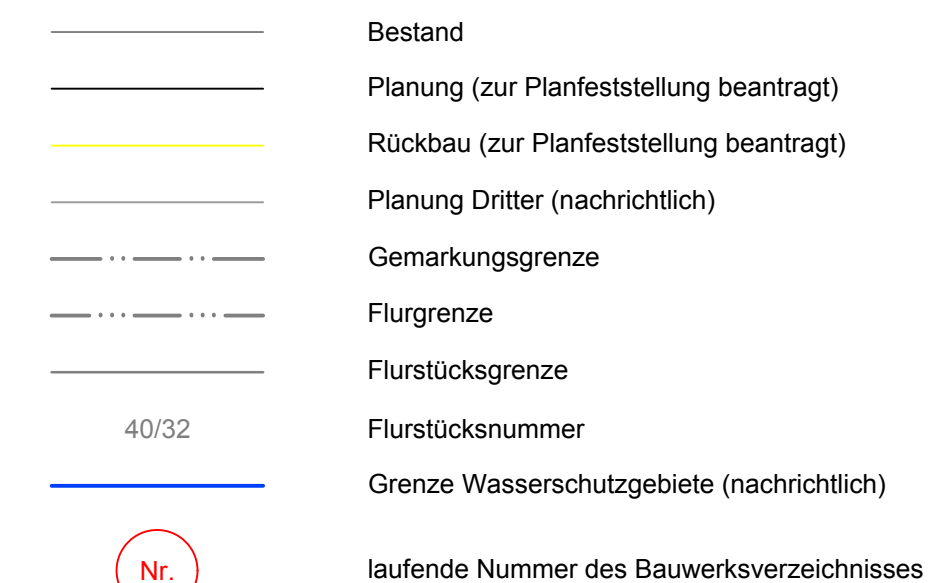 Bestand
Planung (zur Planfeststellung beantragt)
Rückbau (zur Planfeststellung beantragt)
Planung Dritter (nachrichtlich)
Gemarkungsgrenze
Flurgrenze
Flurstücksgrenze
40/32 Flurstücksnummer
Grenze Wasserschutzgebiete (nachrichtlich)
Nr. laufende Nummer des Bauwerksverzeichnisses